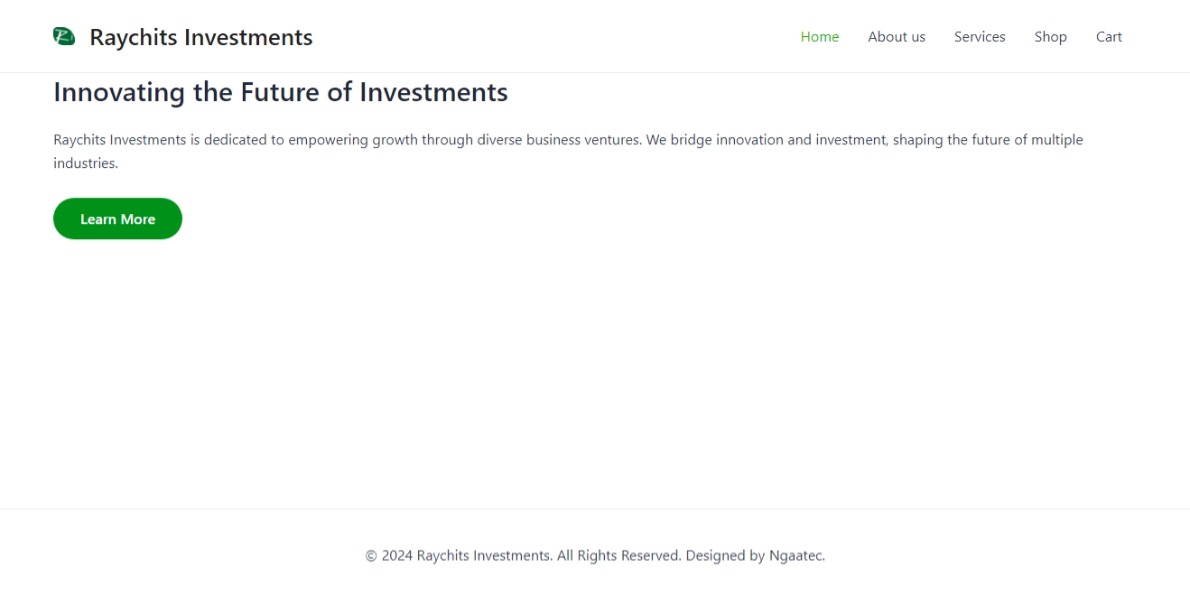 Raychits Investments
Home
About us
Services
Shop
Cart
Innovating the Future of Investments
Raychits Investments is dedicated to empowering growth through diverse business ventures. We bridge innovation and investment, shaping the future of multiple
industries.
Learn More
© 2024 Raychits Investments. All Rights Reserved. Designed by Ngaatec.